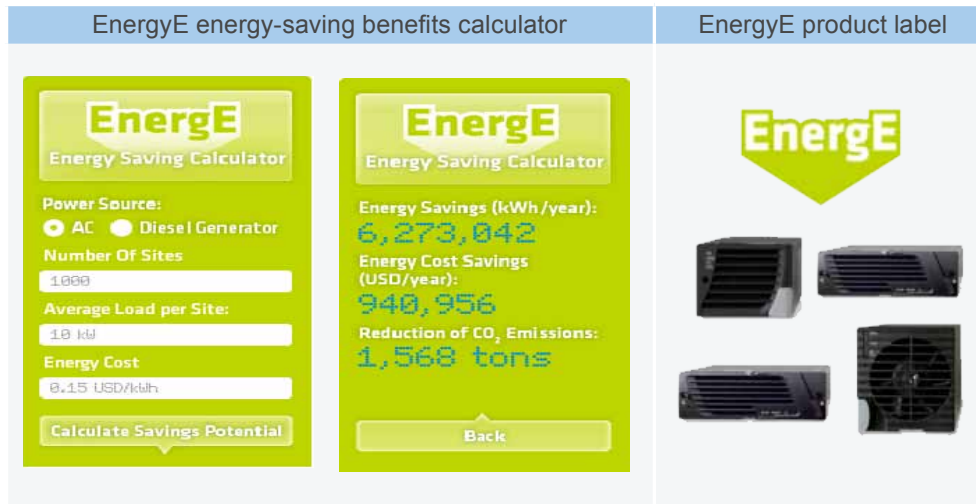 EnergyE energy-saving benefits calculator
EnergyE product label
EnergE
Energy Saving Calculator
Power Source:
AC Diesel Generator
Number Of Sites
1000
Average Load per Site:
10 kW
Energy Cost
0.15 USD/kWh
Calculate Savings Potential
EnergE
Energy Saving Calculator
Energy Savings (kWh/year):
6,273,042
Energy Cost Savings
(USD/year):
940,956
Reduction of CO₂ Emissions:
1,568 tons
Back
EnergE